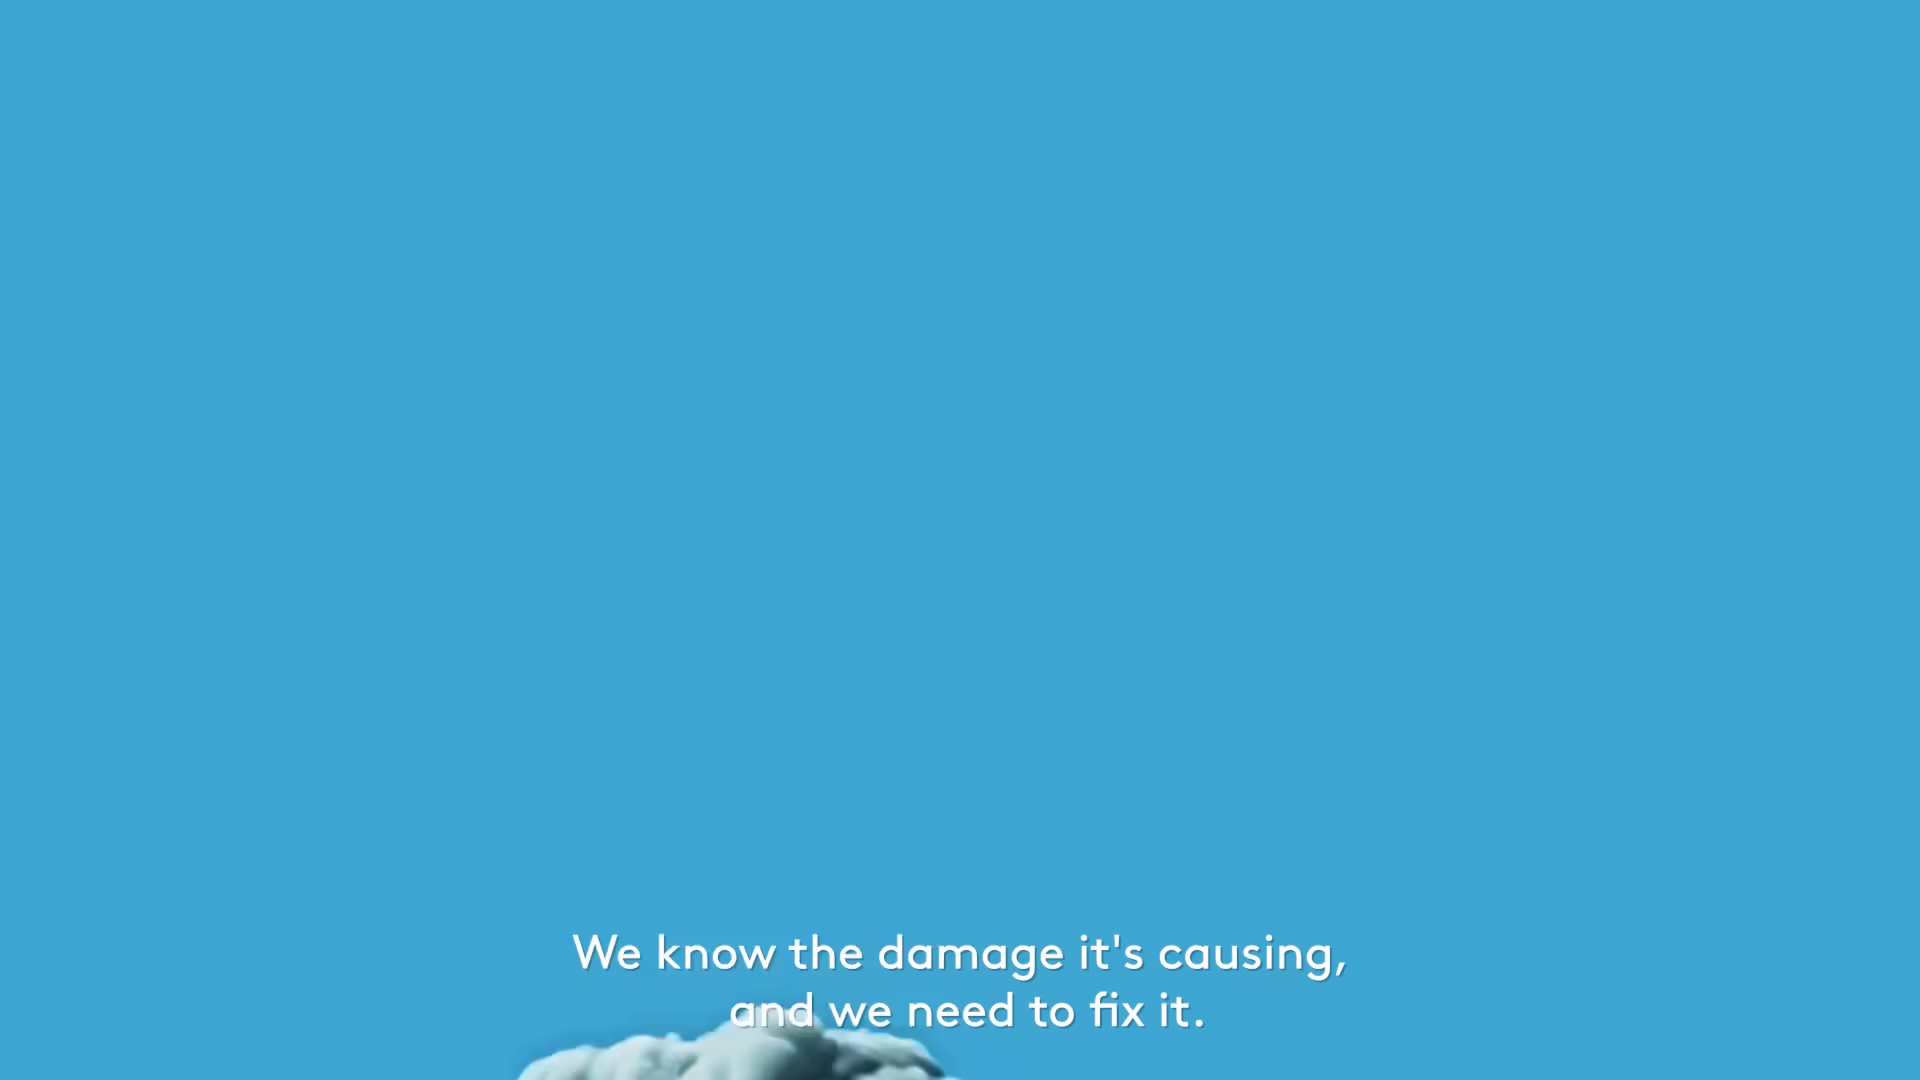 We know the damage it's causing,
and we need to fix it.